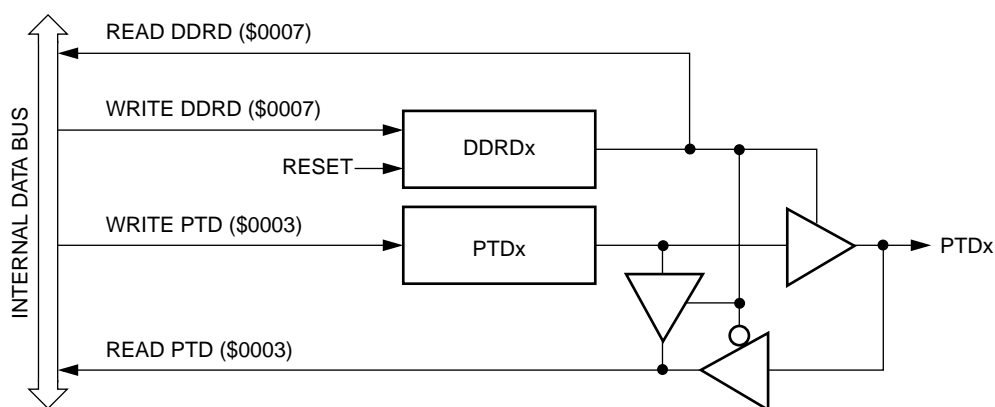 READ DDRD ($0007)
WRITE DDRD ($0007)
DDRDx
RESET
WRITE PTD ($0003)
PTDx
PTDx
READ PTD ($0003)
INTERNAL DATA BUS